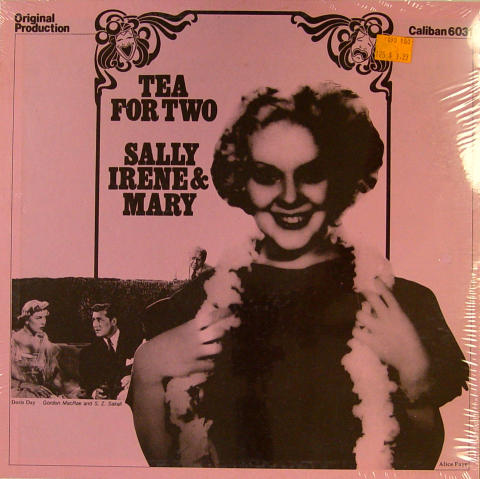 Original
Production
Caliban 6031
TEA
FOR TWO
SALLY
IRENE &
MARY
Doris Day Gordon MacRae and S. Z. Sakall
Alice Faye